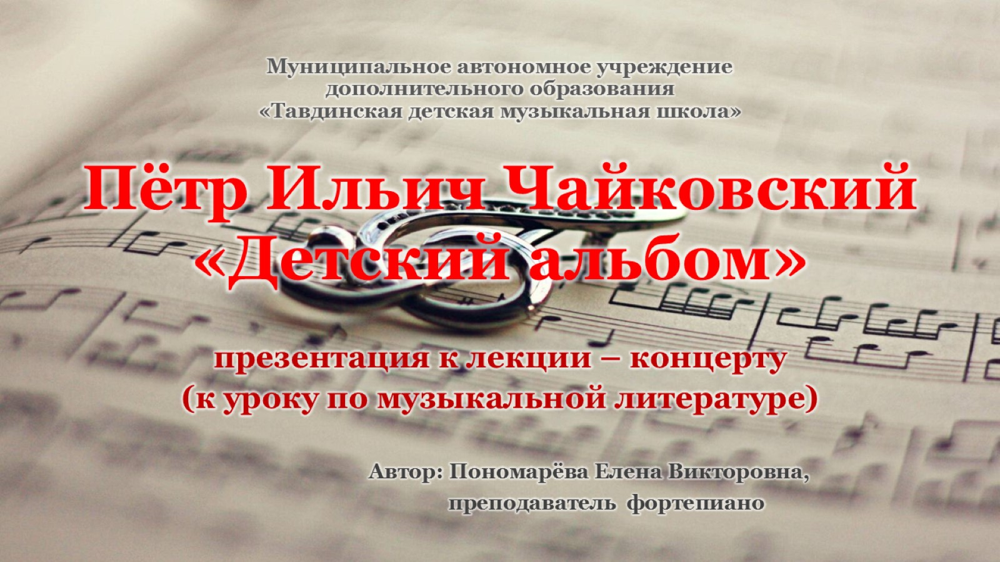 Муниципальное автономное учреждение
дополнительного образования
«Тавдинская детская музыкальная школа»
Пётр Ильич Чайковский
«Детский альбом»
презентация к лекции – концерту
(к уроку по музыкальной литературе)
Автор: Пономарёва Елена Викторовна,
преподаватель фортепиано